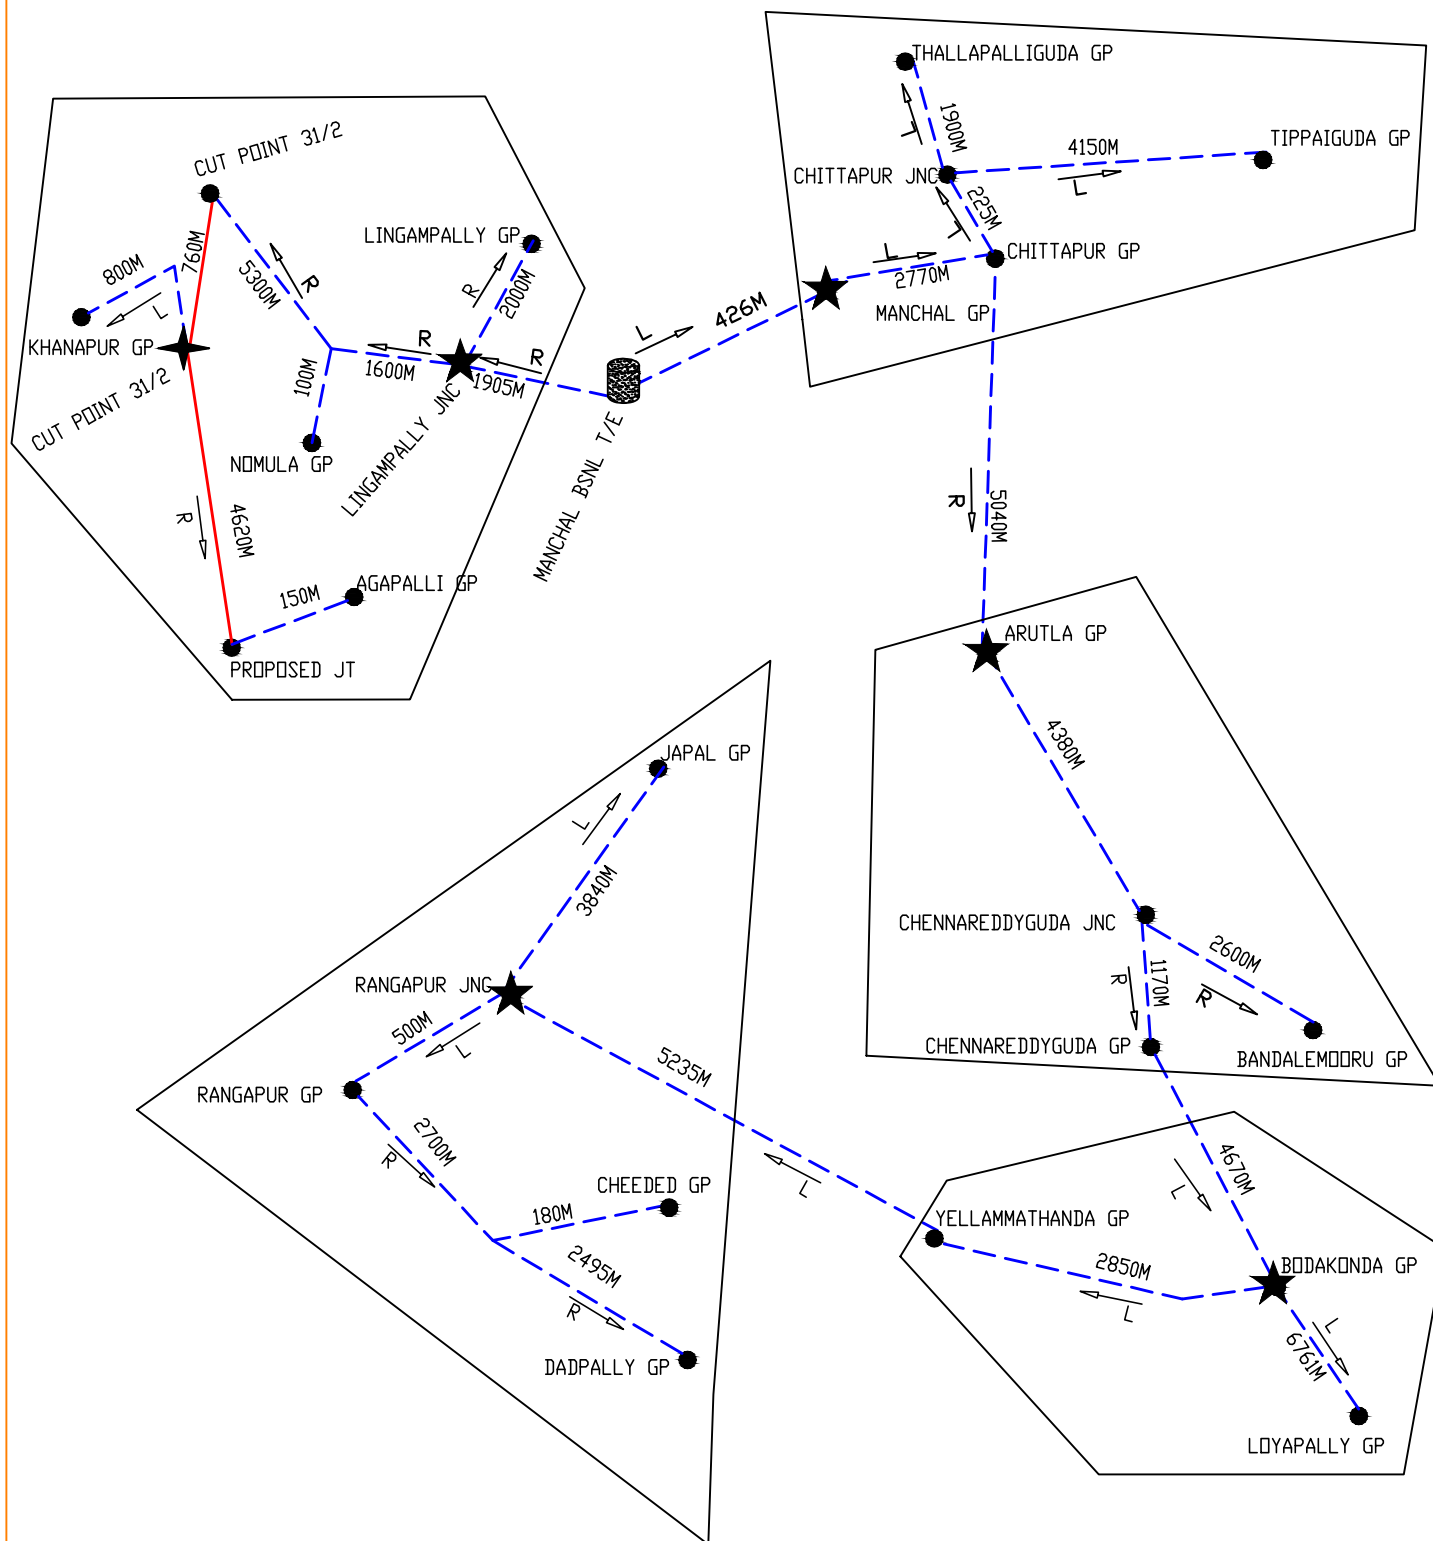 THALLAPALLIGUDA GP
1900M
L
4150M
L
TIPPAIGUDA GP
CHITTAPUR JNC
225M
L
CHITTAPUR GP
L
2770M
MANCHAL GP
CUT POINT 31/2
760M
800M
L
KHANAPUR GP
CUT POINT 31/2
5300M
R
LINGAMPALLY GP
R
2000M
R
1600M
R
1905M
100M
NOMULA GP
LINGAMPALLY JNC
L
426M
MANCHAL BSNL T/E
R
4620M
150M
AGAPALLI GP
PROPOSED JT
R
5040M
ARUTLA GP
4380M
CHENNAREDDYGUDA JNC
2600M
R
1170M
R
CHENNAREDDYGUDA GP
BANDALEMOORU GP
JAPAL GP
L
3840M
RANGAPUR JNC
500M
L
RANGAPUR GP
5235M
L
2700M
R
CHEEDED GP
180M
2495M
R
DADPALLY GP
4670M
L
YELLAMMATHANDA GP
2850M
L
BODAKONDA GP
L
6761M
LOYAPALLY GP